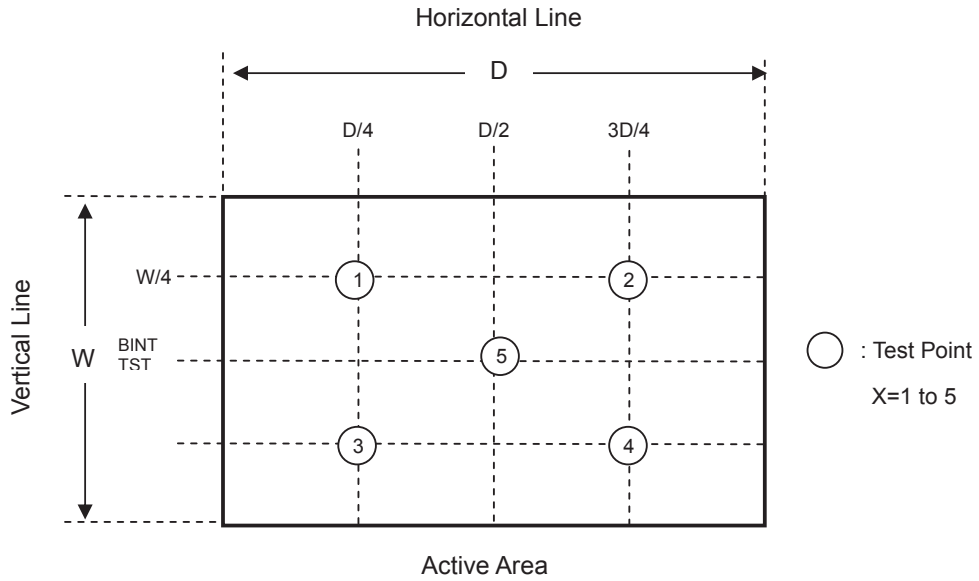 Horizontal Line
D
D/4
D/2
3D/4
Vertical Line
W
W/4
BINT
TST
1
2
5
3
4
: Test Point
X=1 to 5
Active Area